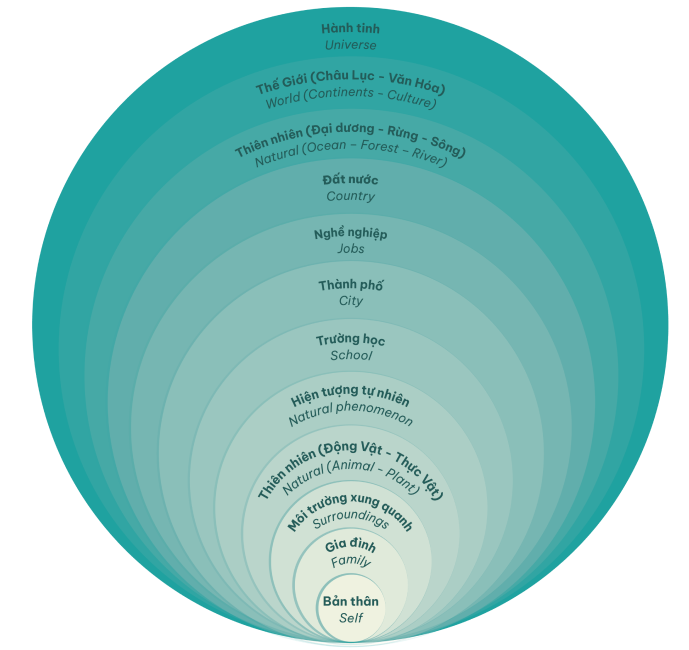 Hành tinh
Universe
Thế Giới (Châu Lục - Văn Hóa)
World (Continents - Culture)
Thiên nhiên (Đại dương - Rừng - Sông)
Natural (Ocean – Forest – River)
Đất nước
Country
Nghề nghiệp
Jobs
Thành phố
City
Trường học
School
Hiện tượng tự nhiên
Natural phenomenon
Thiên nhiên (Động Vật - Thực Vật)
Natural (Animal - Plant)
Môi trường xung quanh
Surroundings
Gia đình
Family
Bản thân
Self